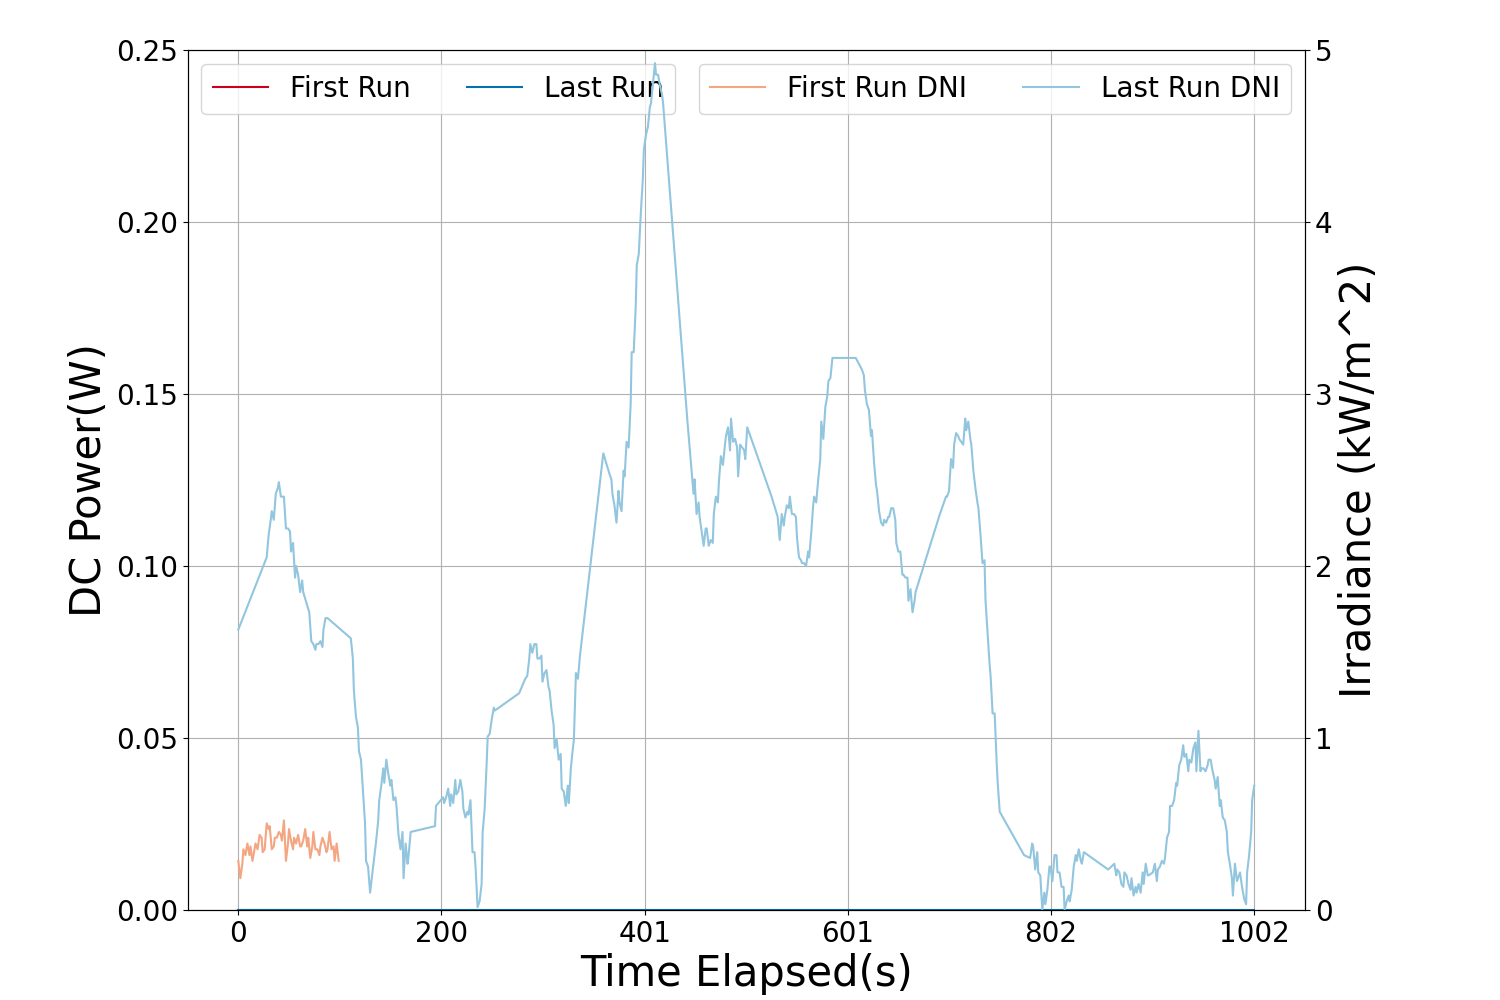 First Run
Last Run
First Run DNI
Last Run DNI
DC Power(W)
0.25
0.20
0.15
0.10
0.05
0.00
5
4
3
2
1
0
Irradiance (kW/m^2)
0
200
401
601
802
1002
Time Elapsed(s)